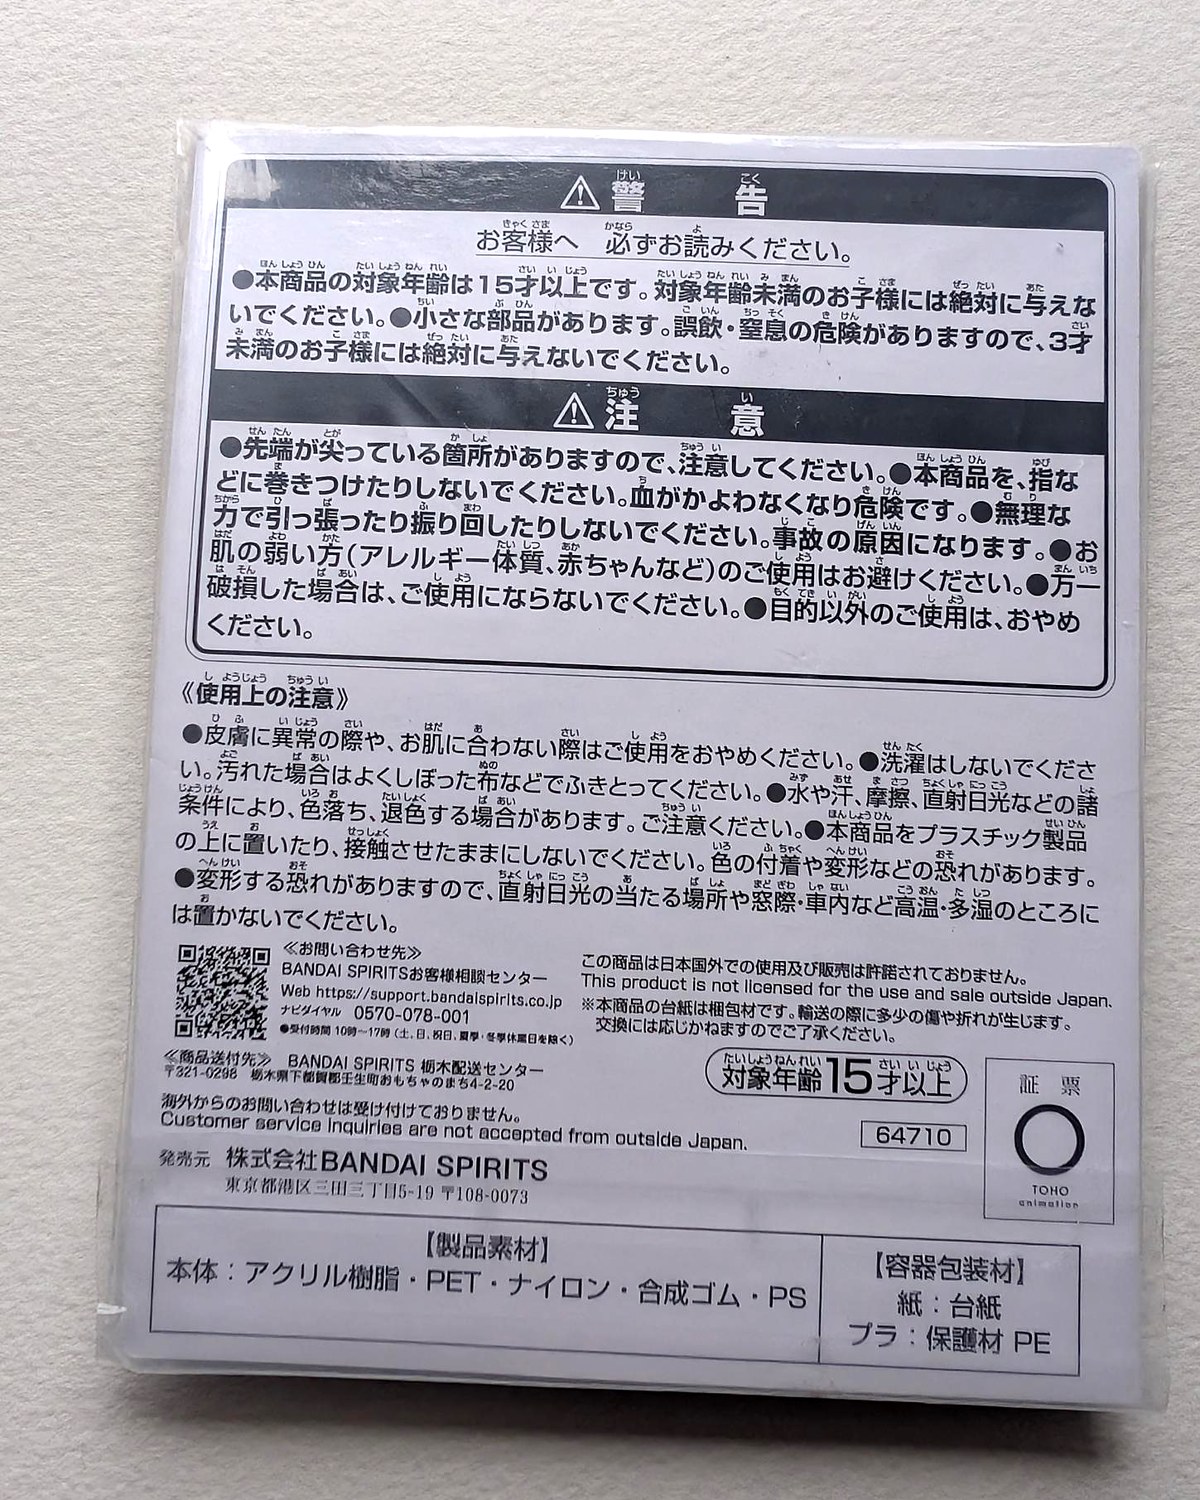 ⚠警告
お客様へ 必ずお読みください。
●本商品の対象年齢は15才以上です。対象年齢未満のお子様には絶対に与えな
いでください。●小さな部品があります。誤飲・窒息の危険がありますので、3才
未満のお子様には絶対に与えないでください。
⚠注意
●先端が尖っている箇所がありますので、注意してください。●本商品を、指な
どに巻きつけたりしないでください。血がかよわなくなり危険です。●無理な
力で引っ張ったり振り回したりしないでください。事故の原因になります。●お
肌の弱い方(アレルギー体質、赤ちゃんなど)のご使用はお避けください。●万一
破損した場合は、ご使用にならないでください。●目的以外のご使用は、おやめ
ください。
《使用上の注意》
●皮膚に異常の際や、お肌に合わない際はご使用をおやめください。●洗濯はしないでくださ
い。汚れた場合はよくしぼった布などでふきとってください。●水や汗、摩擦、直射日光などの諸
条件により、色落ち、退色する場合があります。ご注意ください。●本商品をプラスチック製品
の上に置いたり、接触させたままにしないでください。色の付着や変形などの恐れがあります。
●変形する恐れがありますので、直射日光の当たる場所や窓際・車内など高温・多湿のところに
は置かないでください。
≪お問い合わせ先≫
BANDAI SPIRITSお客様相談センター
Web https://support.bandaispirits.co.jp
ナビダイヤル 0570-078-001
●受付時間 10時〜17時(土、日、祝日、夏季・冬季休業日を除く)
この商品は日本国外での使用及び販売は許諾されておりません。
This product is not licensed for the use and sale outside Japan.
※本商品の台紙は梱包材です。輸送の際に多少の傷や折れが生じます。
交換には応じかねますのでご了承ください。
≪商品送付先≫ BANDAI SPIRITS 栃木配送センター
〒321-0298 栃木県下都賀郡壬生町おもちゃのまち4-2-20
対象年齢15才以上
海外からのお問い合わせは受け付けておりません。
Customer service inquiries are not accepted from outside Japan.
64710
証票
TOHO
animation
発売元 株式会社BANDAI SPIRITS
東京都港区三田三丁目5-19 〒108-0073
【製品素材】
本体：アクリル樹脂・PET・ナイロン・合成ゴム・PS
【容器包装材】
紙：台紙
プラ：保護材 PE